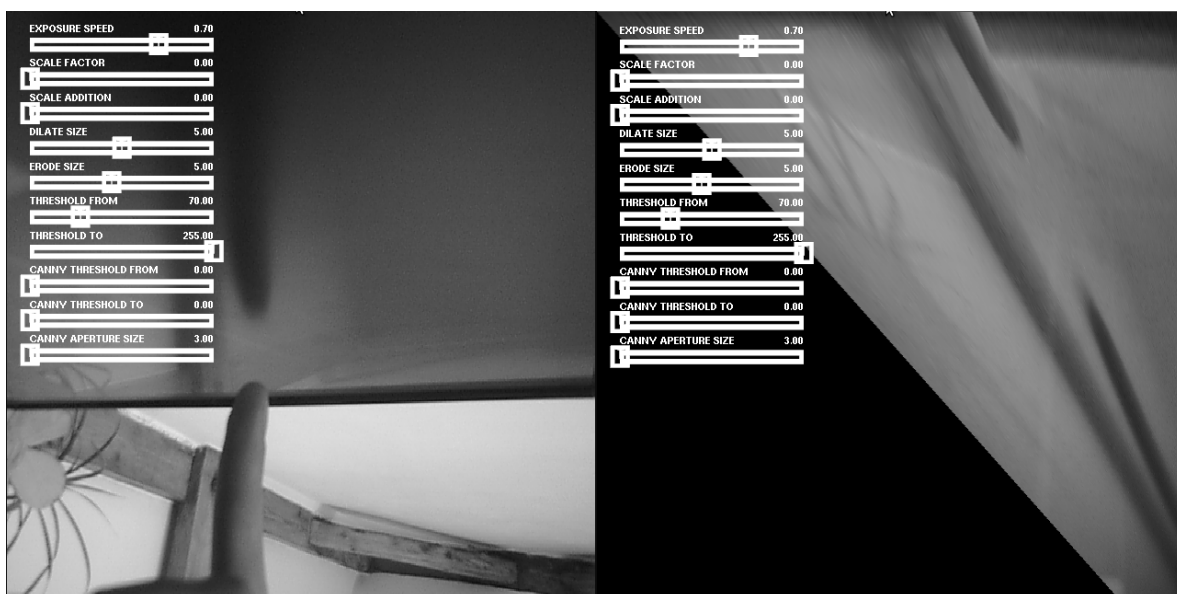 EXPOSURE SPEED 0.70
SCALE FACTOR 0.00
SCALE ADDITION 0.00
DILATE SIZE 5.00
ERODE SIZE 5.00
THRESHOLD FROM 70.00
THRESHOLD TO 255.00
CANNY THRESHOLD FROM 0.00
CANNY THRESHOLD TO 0.00
CANNY APERTURE SIZE 3.00
EXPOSURE SPEED 0.70
SCALE FACTOR 0.00
SCALE ADDITION 0.00
DILATE SIZE 5.00
ERODE SIZE 5.00
THRESHOLD FROM 70.00
THRESHOLD TO 255.00
CANNY THRESHOLD FROM 0.00
CANNY THRESHOLD TO 0.00
CANNY APERTURE SIZE 3.00